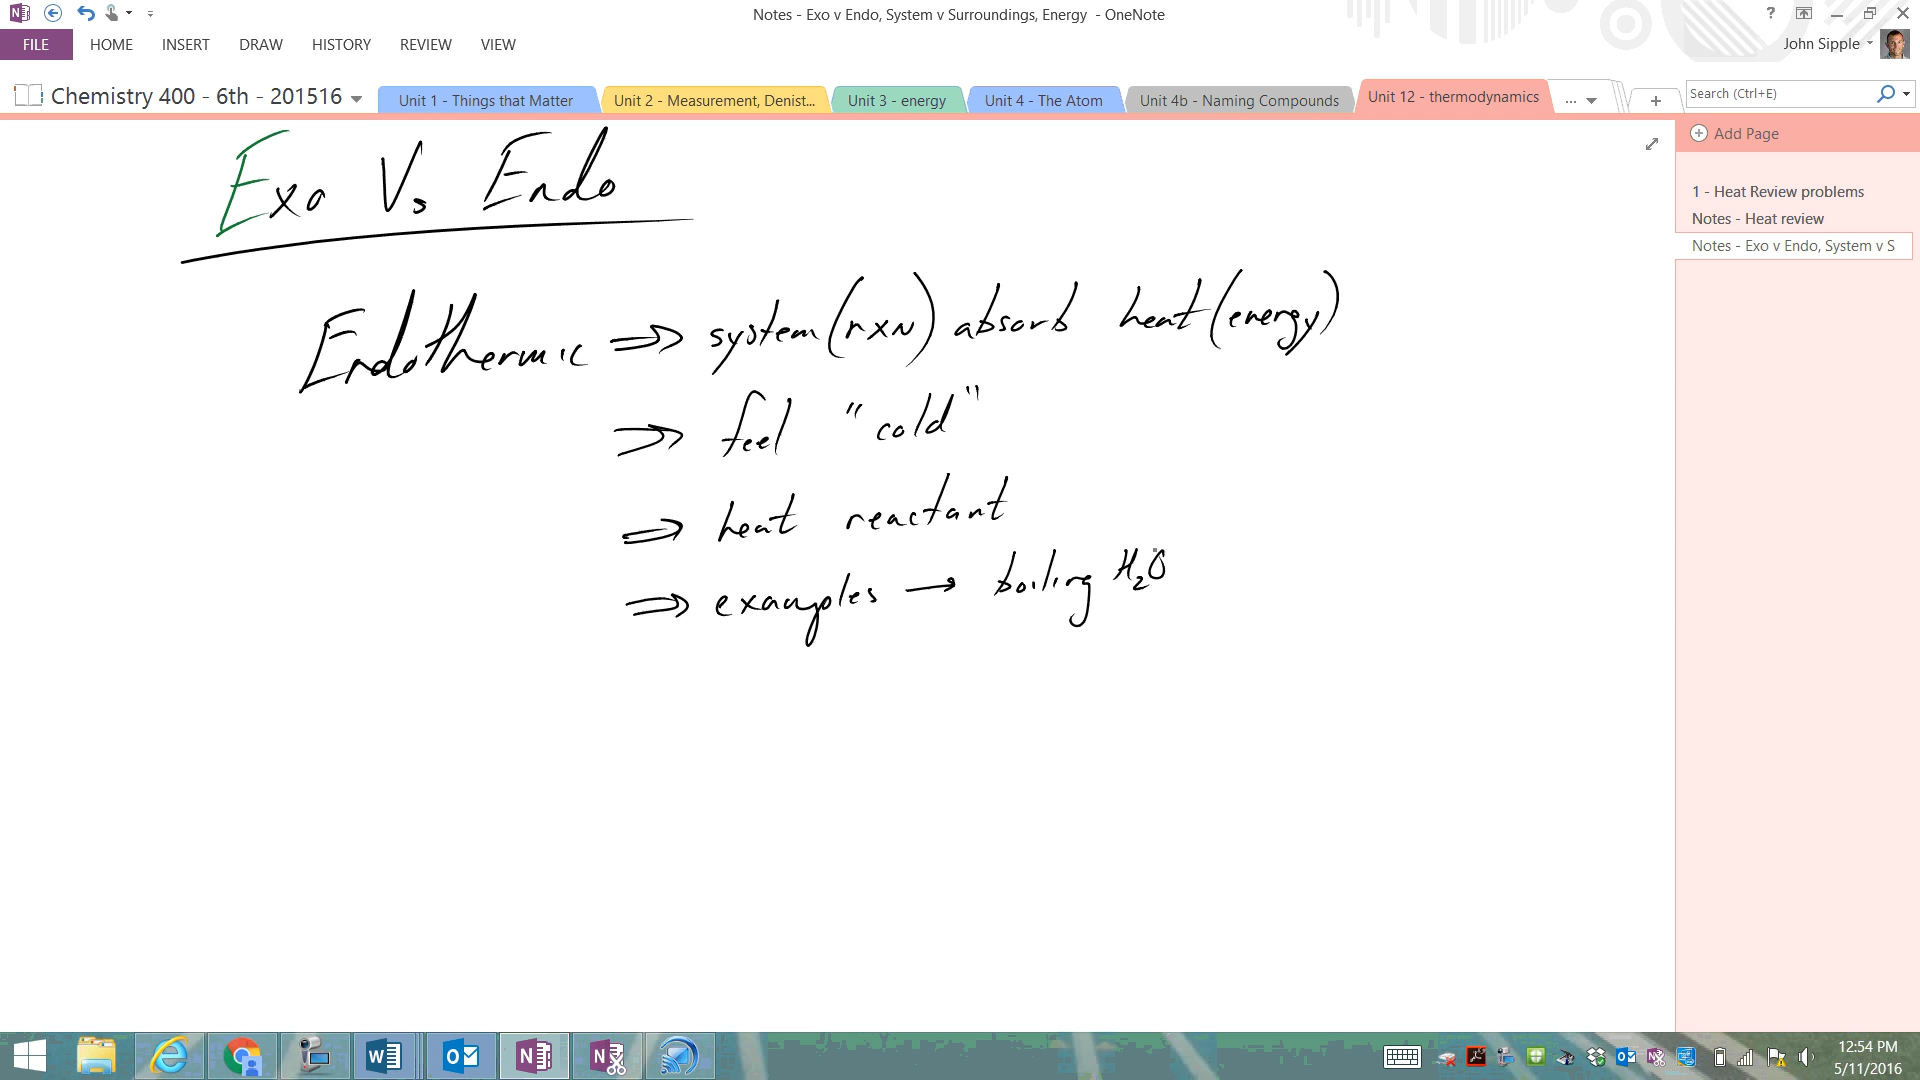 Notes - Exo v Endo, System v Surroundings, Energy - OneNote
?
FILE HOME INSERT DRAW HISTORY REVIEW VIEW
John Sipple
Chemistry 400 - 6th - 201516
Unit 1 - Things that Matter
Unit 2 - Measurement, Denist...
Unit 3 - energy
Unit 4 - The Atom
Unit 4b - Naming Compounds
Unit 12 - thermodynamics
...
+
Search (Ctrl+E)
Add Page
1 - Heat Review problems
Notes - Heat review
Notes - Exo v Endo, System v S
Exo Vs Endo
Endothermic ⇒ system (rxn) absorb heat (energy)
⇒ feel "cold"
⇒ heat reactant
⇒ examples → boiling H₂O
12:54 PM
5/11/2016